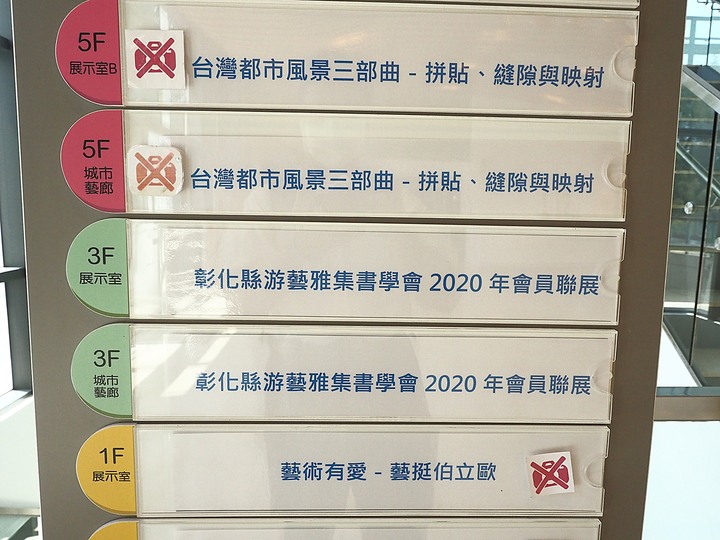 5F
展示室B
台灣都市風景三部曲 - 拼貼、縫隙與映射
5F
城市
藝廊
台灣都市風景三部曲 - 拼貼、縫隙與映射
3F
展示室
彰化縣游藝雅集書學會 2020 年會員聯展
3F
城市
藝廊
彰化縣游藝雅集書學會 2020 年會員聯展
1F
展示室
藝術有愛 - 藝挺伯立歐